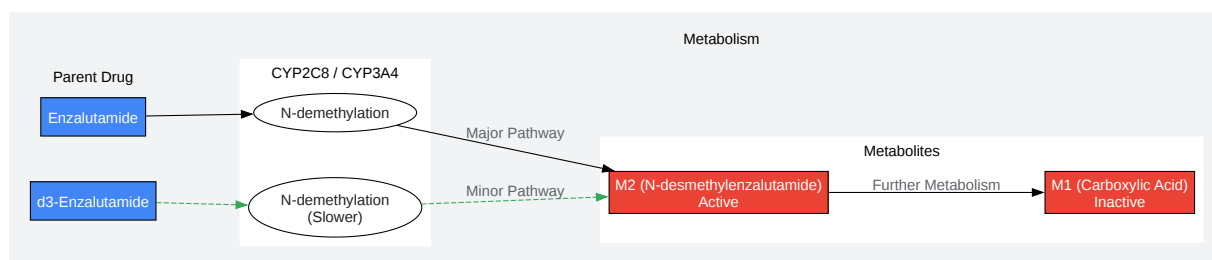 Metabolism
Parent Drug
CYP2C8 / CYP3A4
Enzalutamide
N-demethylation
Major Pathway
Metabolites
d3-Enzalutamide
N-demethylation
(Slower)
Minor Pathway
M2 (N-desmethylenzalutamide)
Active
Further Metabolism
M1 (Carboxylic Acid)
Inactive